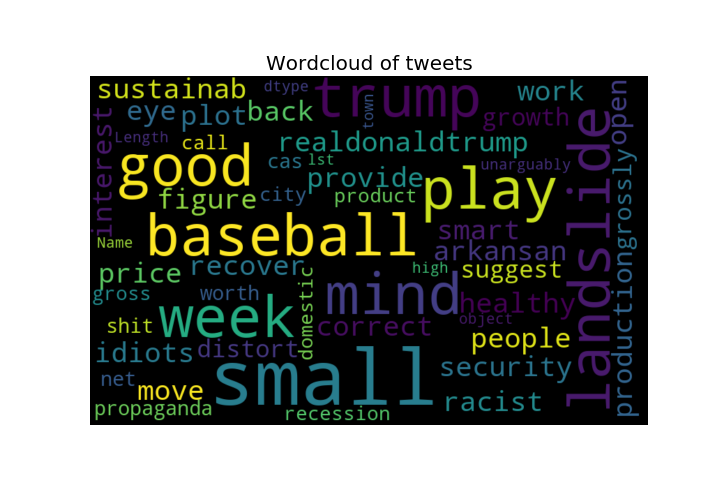 Wordcloud of tweets
sustainab
dtype
trump
work
open
eye
plot
back
town
growth
interest
Length
call
realdonaldtrump
landslide
good
cas
lst
provide
unarguably
grossly
figure
city
product
play
baseball
smart
Name
arkansan
price
recover
high
suggest
gross
worth
domestic
mind
healthy
production
shit
week
correct
object
people
idiots
distort
small
security
net
move
racist
propaganda
recession